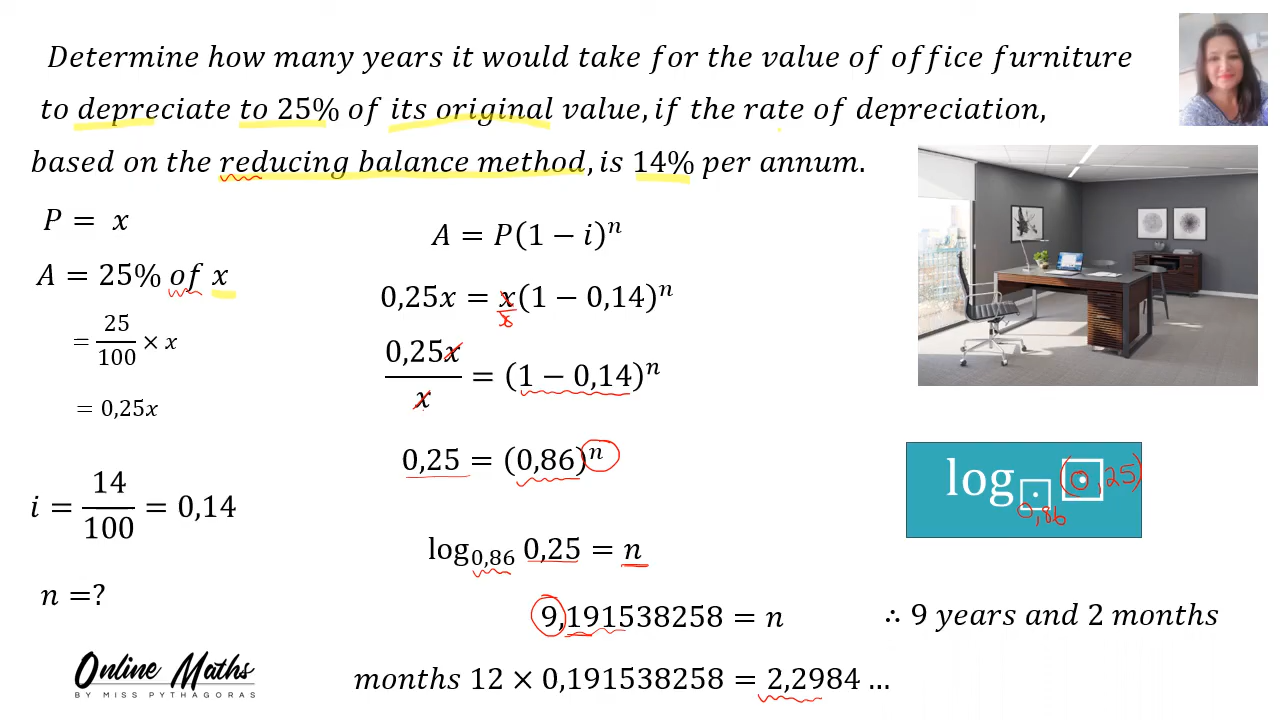 Determine how many years it would take for the value of office furniture
to depreciate to 25% of its original value, if the rate of depreciation,
based on the reducing balance method, is 14% per annum.
P = x
A = 25% of x
= 25/100 × x
= 0,25x
i = 14/100 = 0,14
n =?
A = P(1 − i)ⁿ
0,25x = x(1 − 0,14)ⁿ
x
0,25x/x = (1 − 0,14)ⁿ
0,25 = (0,86)ⁿ
log₀,₈₆ 0,25 = n
9,191538258 = n
∴ 9 years and 2 months
months 12 × 0,191538258 = 2,2984 ...
log
(0,25)
0,86
Online Maths
BY MISS PYTHAGORAS